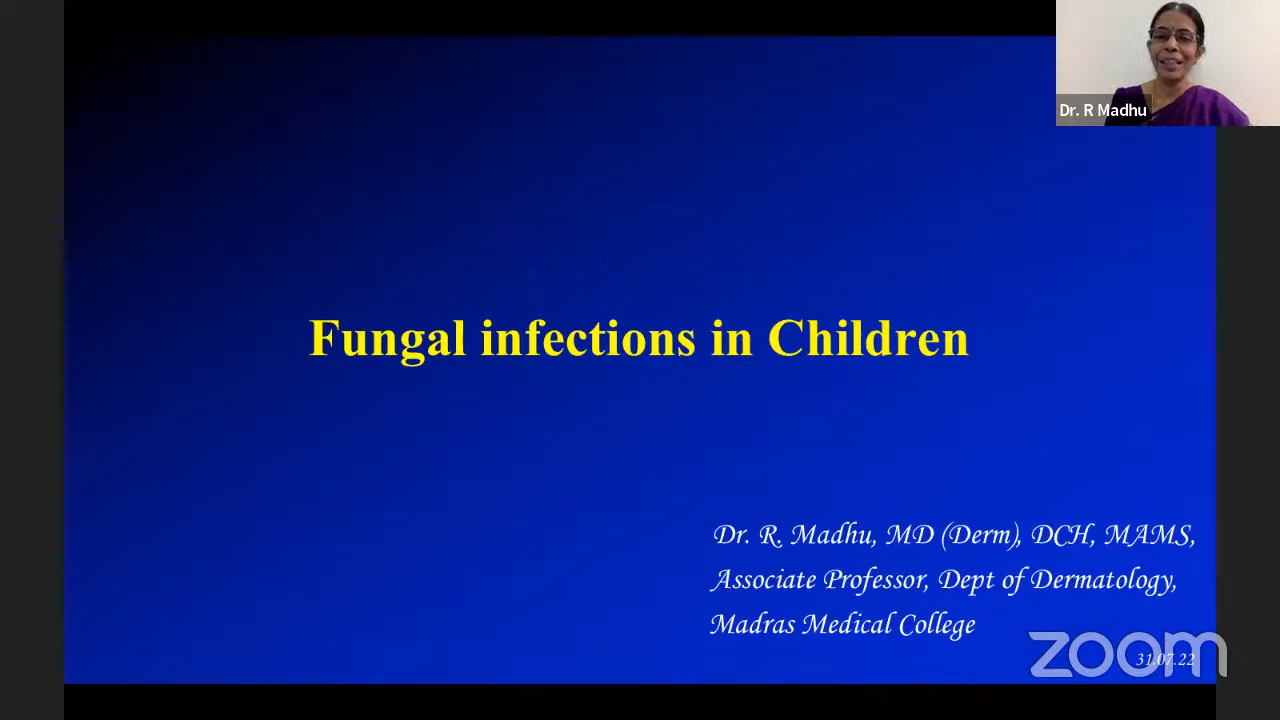 Dr. R Madhu
Fungal infections in Children
Dr. R. Madhu, MD (Derm), DCH, MAMS,
Associate Professor, Dept of Dermatology,
Madras Medical College
zoom
31.07.22